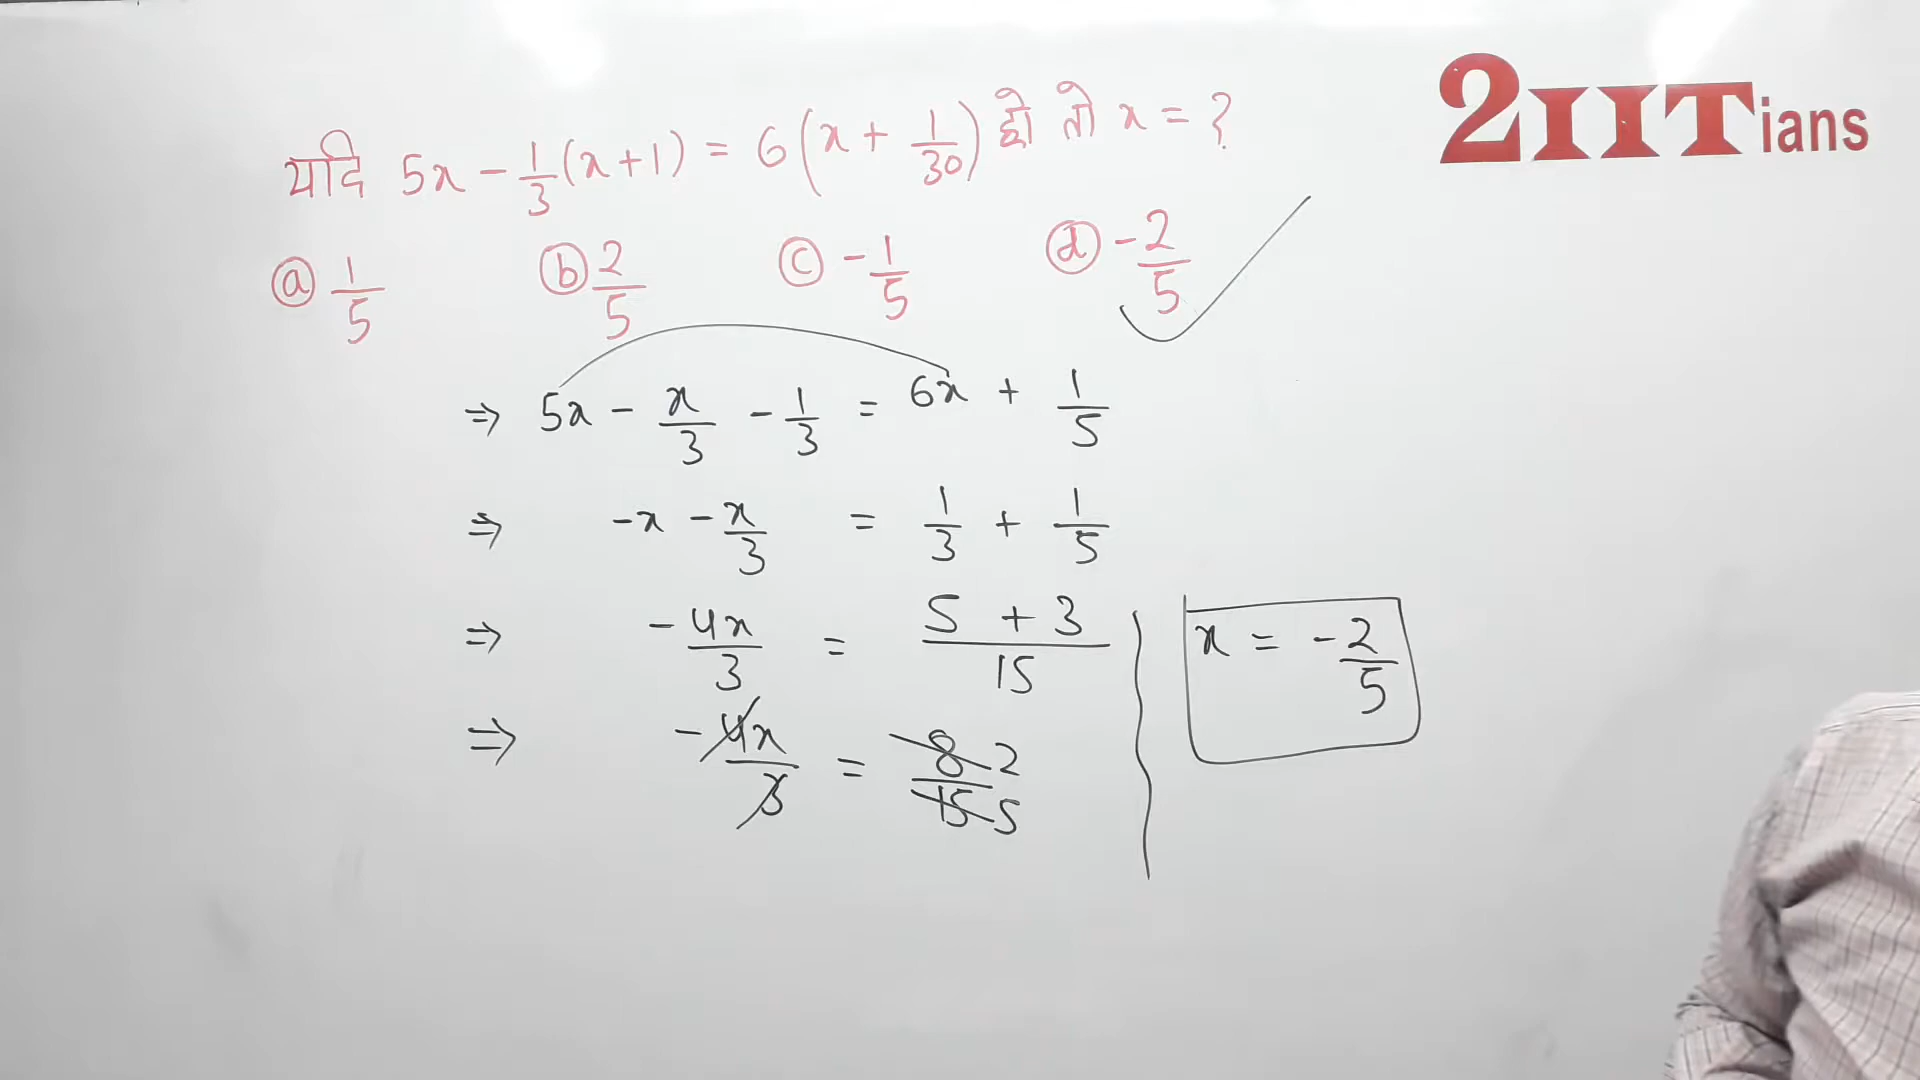 2IITians
यदि 5x - 1/3 (x + 1) = 6 (x + 1/30) हो तो x = ?
ⓐ 1/5 ⓑ 2/5 ⓒ -1/5 ⓓ -2/5
⇒ 5x - x/3 - 1/3 = 6x + 1/5
⇒ -x - x/3 = 1/3 + 1/5
⇒ -4x/3 = 5 + 3/15
⇒ -4x/3 = 8/15 2/5
x = -2/5